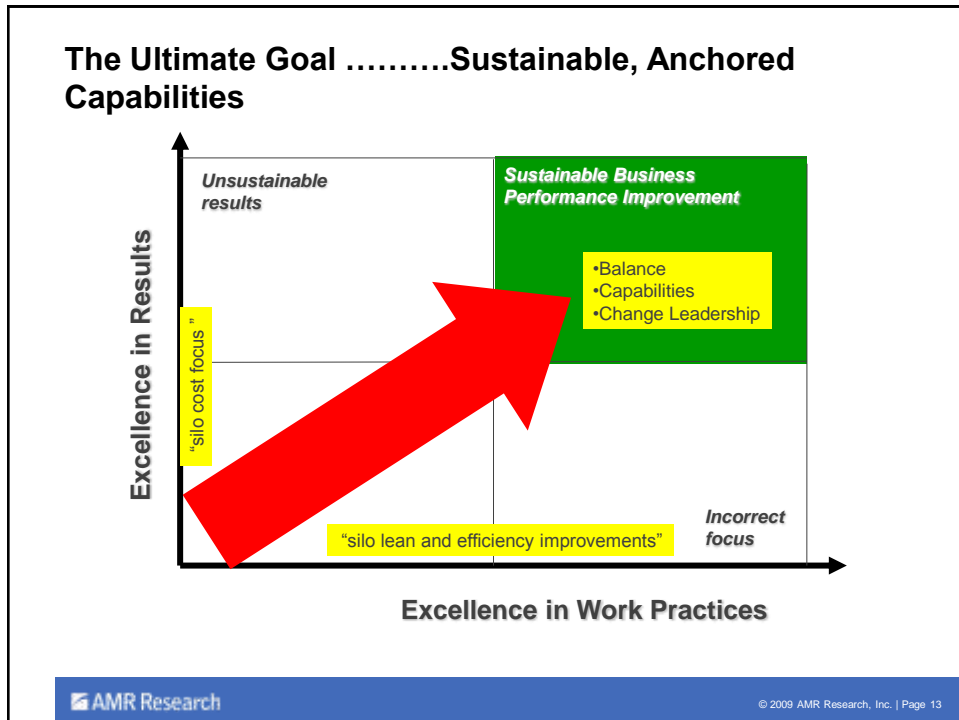 The Ultimate Goal ……….Sustainable, Anchored
Capabilities
Unsustainable
results
Sustainable Business
Performance Improvement
•Balance
•Capabilities
•Change Leadership
Excellence in Results
“silo cost focus ”
“silo lean and efficiency improvements”
Incorrect
focus
Excellence in Work Practices
AMR Research
© 2009 AMR Research, Inc. | Page 13